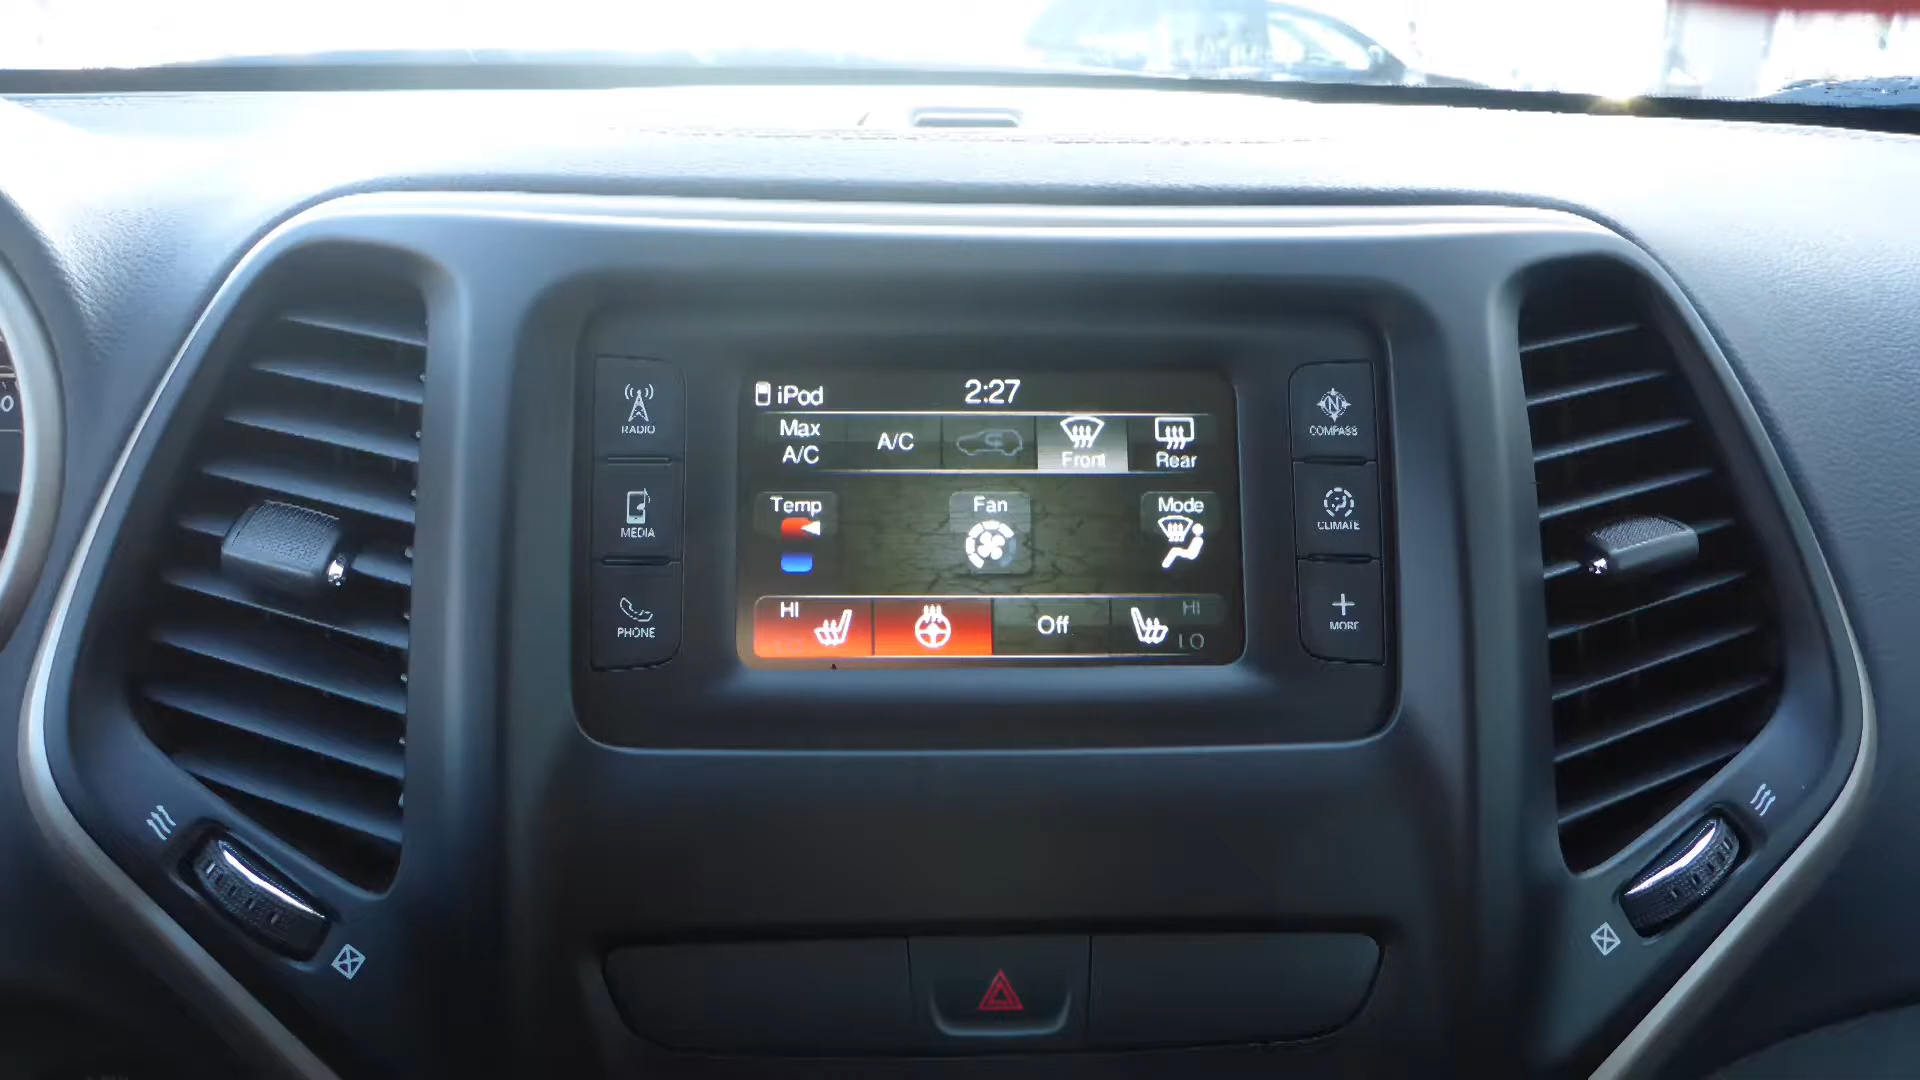 iPod 2:27
Max
A/C
A/C
Front
Rear
Temp
Fan
Mode
HI
Off
HI
LO
RADIO
MEDIA
PHONE
N
COMPASS
CLIMATE
MORE